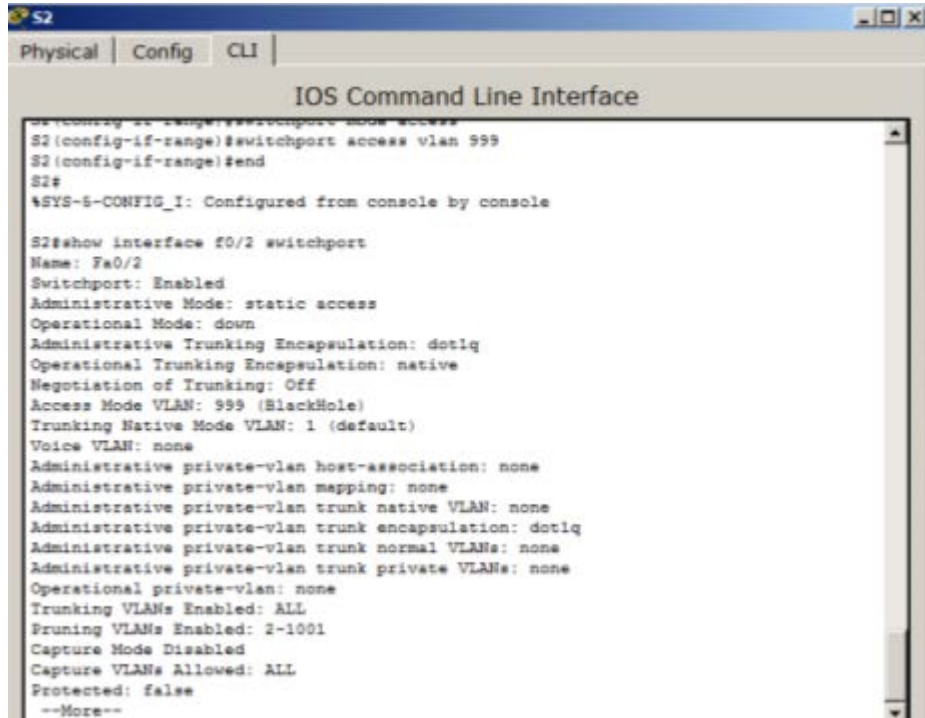 S2
Physical Config CLI
IOS Command Line Interface
S2(config-if-range)#switchport mode access
S2(config-if-range)#switchport access vlan 999
S2(config-if-range)#end
S2#
%SYS-5-CONFIG_I: Configured from console by console
S2#show interface f0/2 switchport
Name: Fa0/2
Switchport: Enabled
Administrative Mode: static access
Operational Mode: down
Administrative Trunking Encapsulation: dot1q
Operational Trunking Encapsulation: native
Negotiation of Trunking: Off
Access Mode VLAN: 999 (BlackHole)
Trunking Native Mode VLAN: 1 (default)
Voice VLAN: none
Administrative private-vlan host-association: none
Administrative private-vlan mapping: none
Administrative private-vlan trunk native VLAN: none
Administrative private-vlan trunk encapsulation: dot1q
Administrative private-vlan trunk normal VLANs: none
Administrative private-vlan trunk private VLANs: none
Operational private-vlan: none
Trunking VLANs Enabled: ALL
Pruning VLANs Enabled: 2-1001
Capture Mode Disabled
Capture VLANs Allowed: ALL
Protected: false
--More--